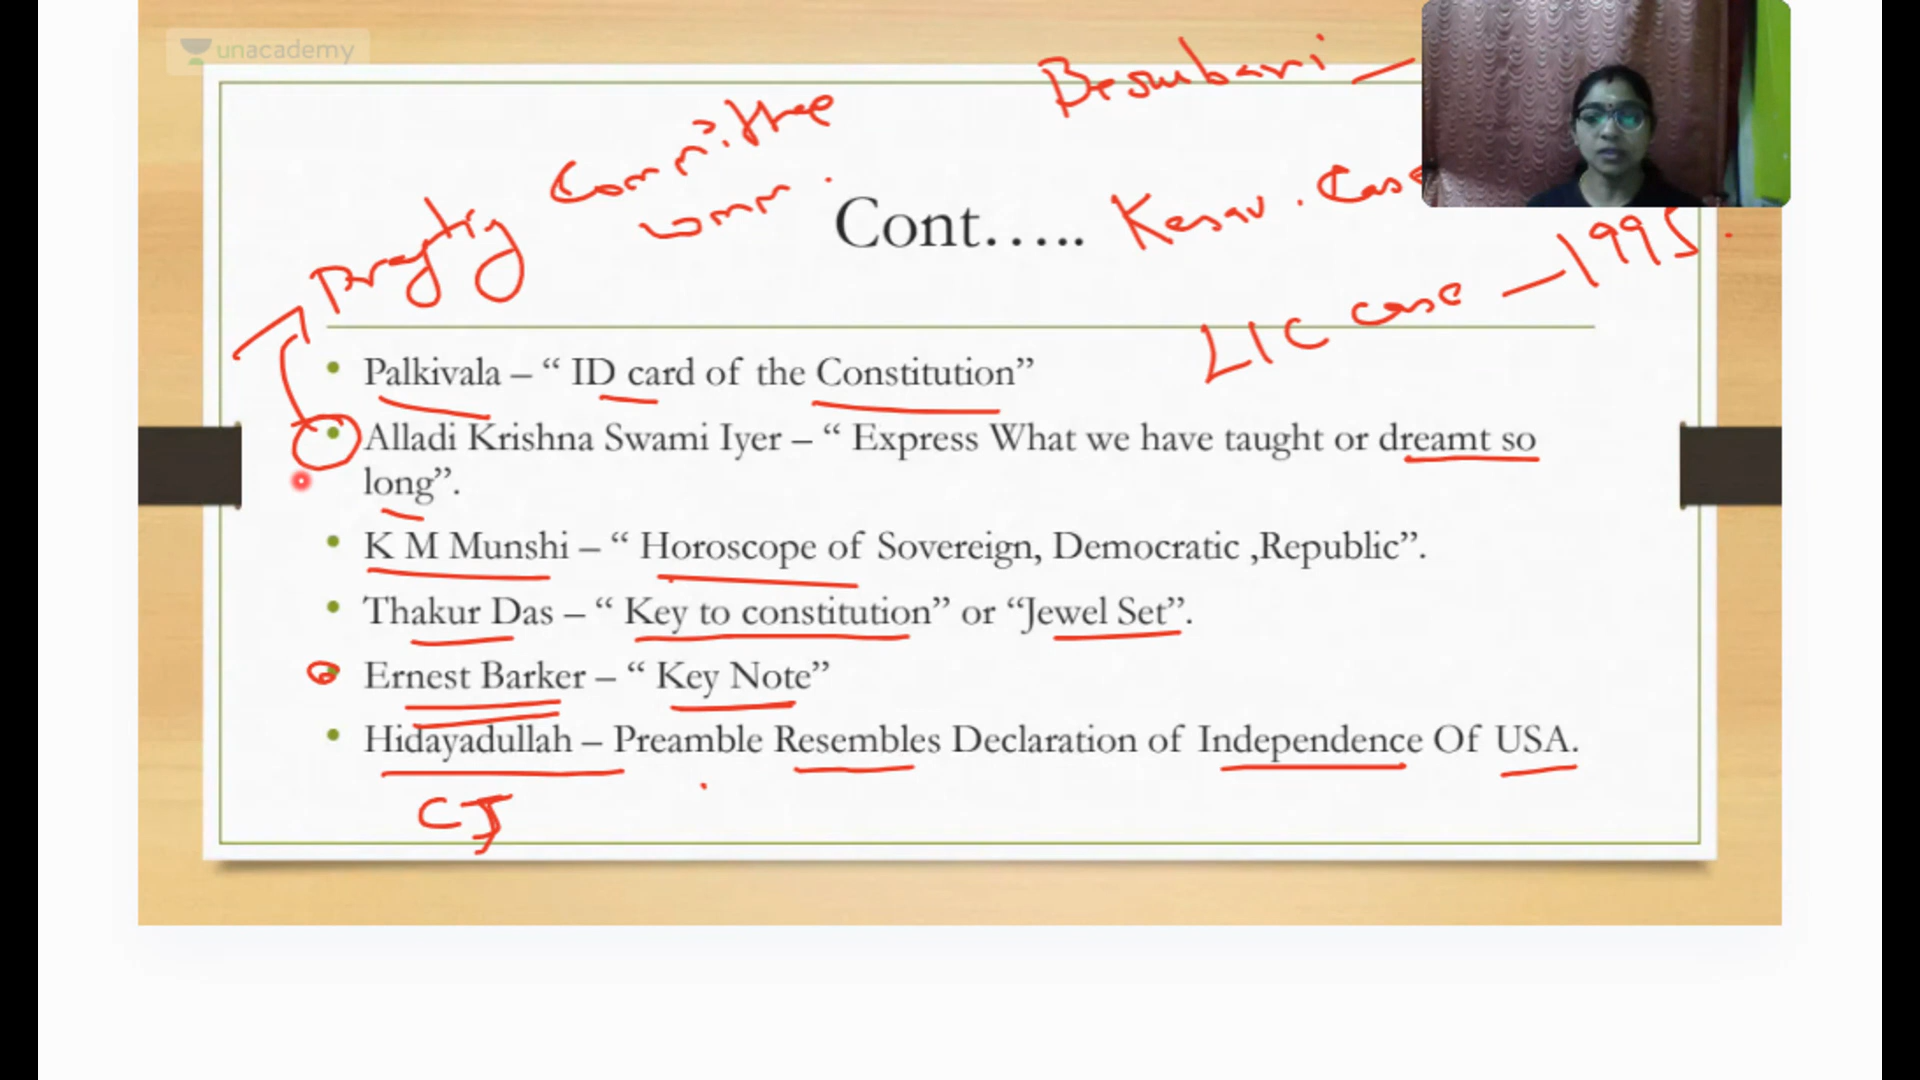 unacademy
Berubari –
Committee
comm.
Drafting
Cont…..
Kesav. Case
LIC case – 1995.
• Palkivala – “ ID card of the Constitution”
• Alladi Krishna Swami Iyer – “ Express What we have taught or dreamt so
long”.
• K M Munshi – “ Horoscope of Sovereign, Democratic ,Republic”.
• Thakur Das – “ Key to constitution” or “Jewel Set”.
• Ernest Barker – “ Key Note”
• Hidayadullah – Preamble Resembles Declaration of Independence Of USA.
CJ